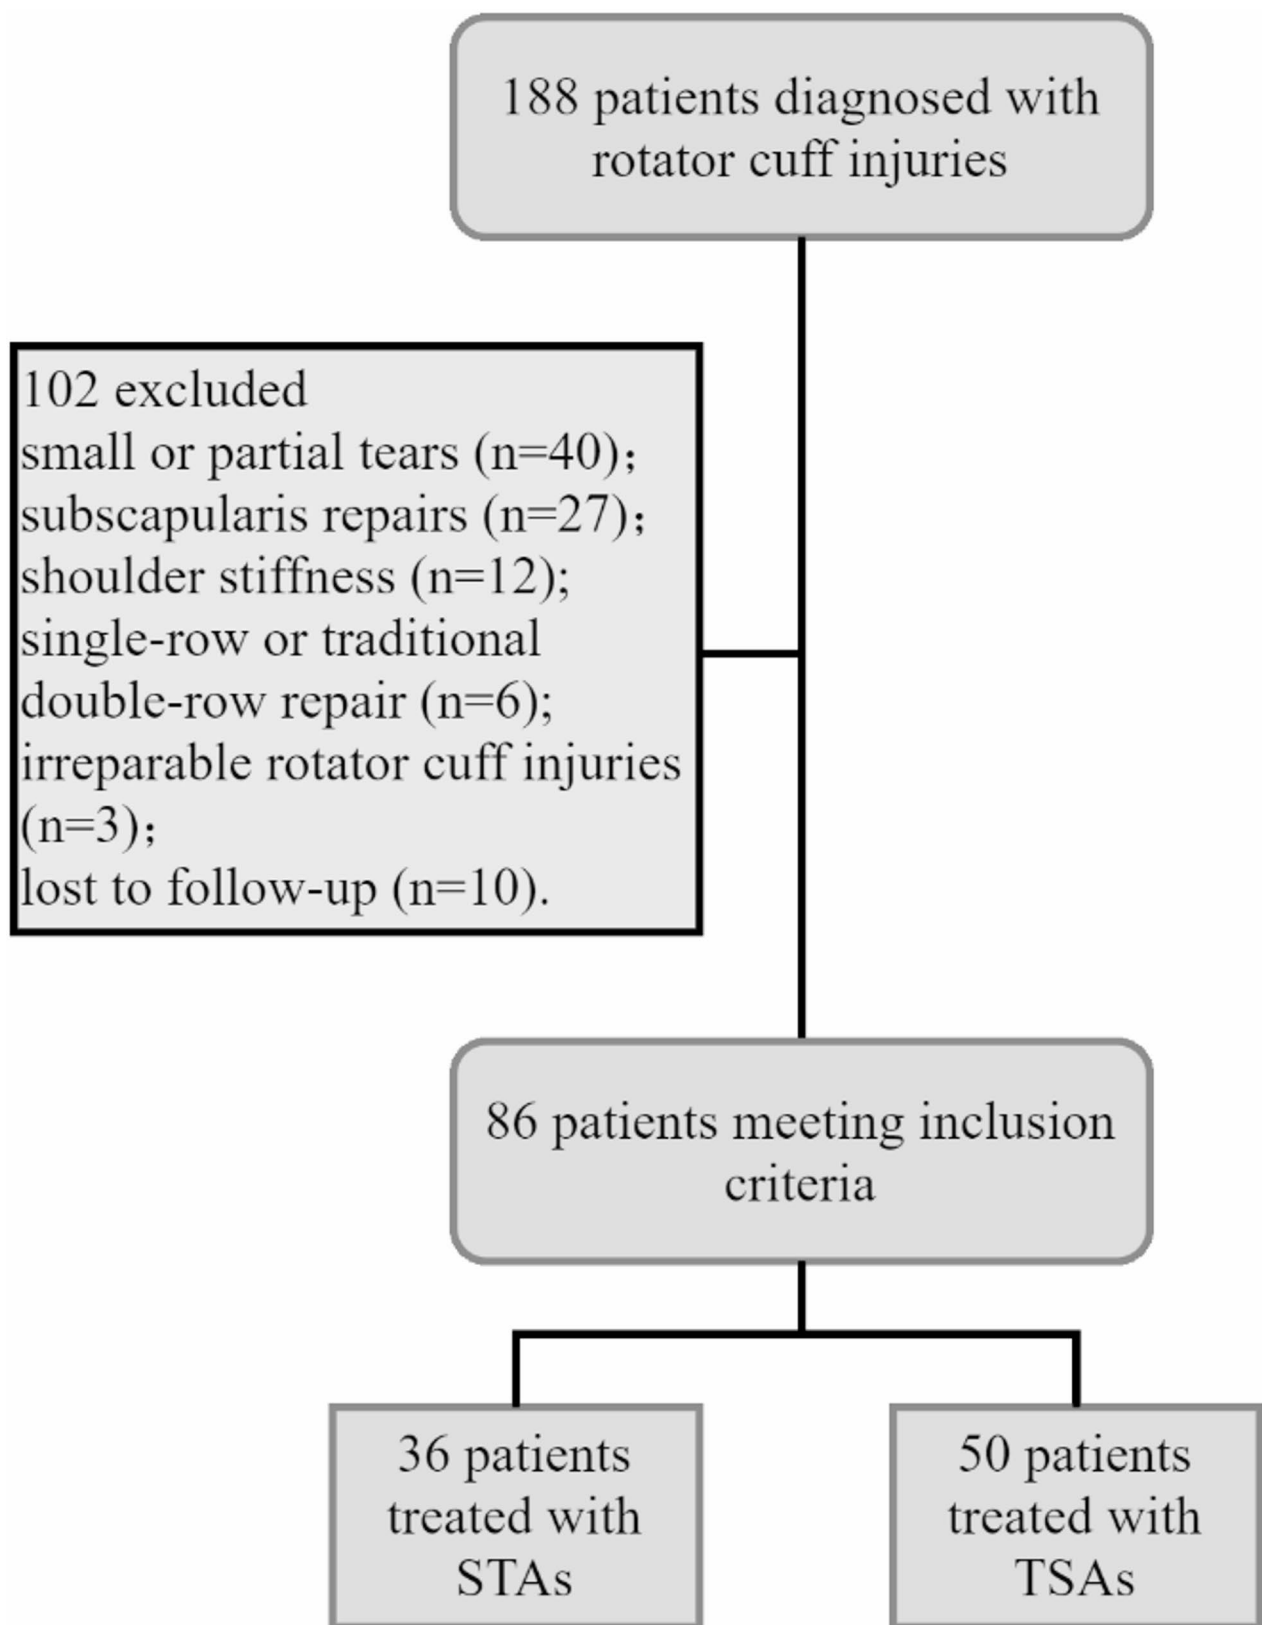 188 patients diagnosed with
rotator cuff injuries
102 excluded
small or partial tears (n=40)；
subscapularis repairs (n=27)；
shoulder stiffness (n=12);
single-row or traditional
double-row repair (n=6);
irreparable rotator cuff injuries
(n=3)；
lost to follow-up (n=10).
86 patients meeting inclusion
criteria
36 patients
treated with
STAs
50 patients
treated with
TSAs